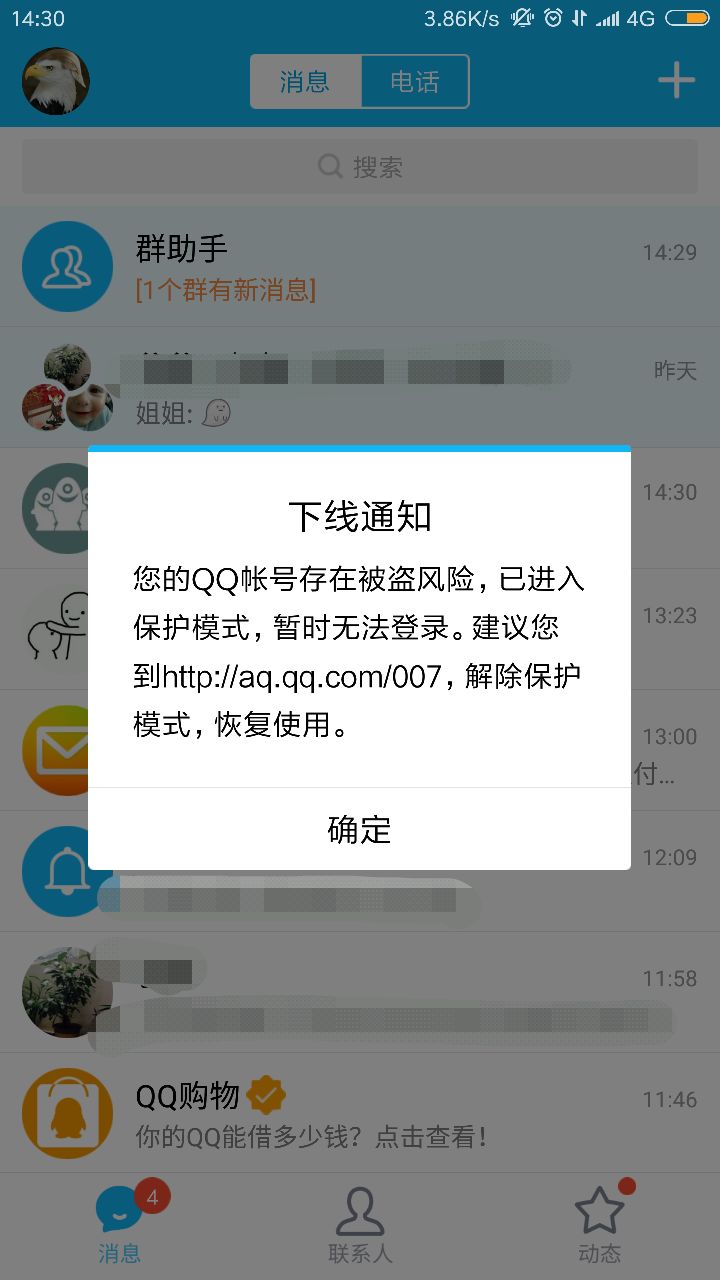 14:30
3.86K/s
4G
消息
电话
搜索
群助手
14:29
[1个群有新消息]
昨天
姐姐:
14:30
下线通知
您的QQ帐号存在被盗风险，已进入
保护模式，暂时无法登录。建议您
到http://aq.qq.com/007，解除保护
模式，恢复使用。
确定
13:23
13:00
付...
12:09
11:58
QQ购物
11:46
你的QQ能借多少钱？点击查看！
4
消息
联系人
动态